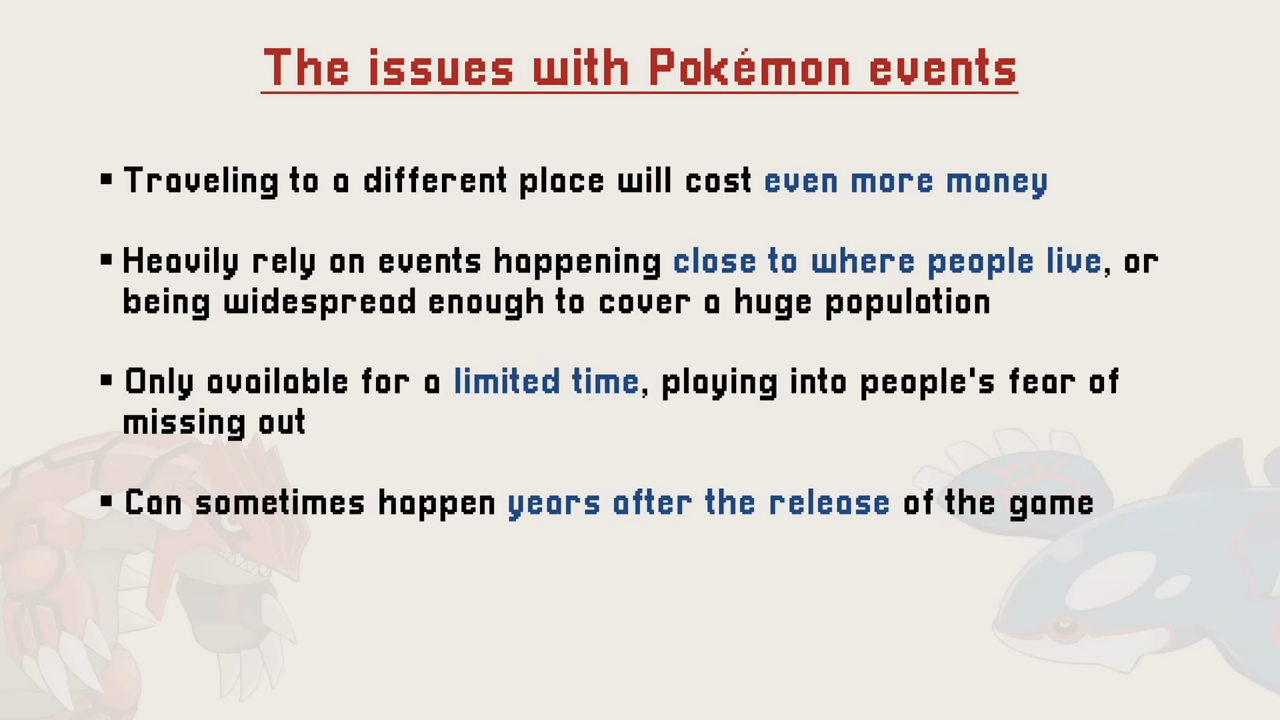 The issues with Pokémon events
▪ Traveling to a different place will cost even more money
▪ Heavily rely on events happening close to where people live, or
being widespread enough to cover a huge population
▪ Only available for a limited time, playing into people's fear of
missing out
▪ Can sometimes happen years after the release of the game